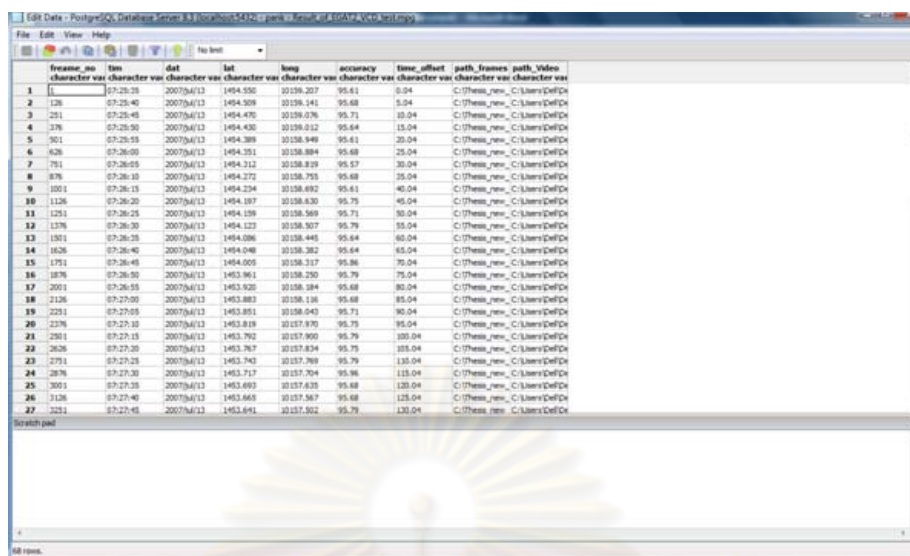 Edit Data - PostgreSQL Database Server 8.3 (localhost:5432) - panik - Result_of_EGAT2_VCD_test.mpg
File Edit View Help
No limit
freame_no tim dat lat long accuracy time_offset path_frames path_Video
character var character var character var character var character var character var character var character var character var
1 1 07:25:35 2007/jul/13 1454.550 10159.207 95.61 0.04 C:\Thesis_new_ C:\Users\Dell\De
2 126 07:25:40 2007/jul/13 1454.509 10159.141 95.68 5.04 C:\Thesis_new_ C:\Users\Dell\De
3 251 07:25:45 2007/jul/13 1454.470 10159.076 95.71 10.04 C:\Thesis_new_ C:\Users\Dell\De
4 376 07:25:50 2007/jul/13 1454.430 10159.012 95.64 15.04 C:\Thesis_new_ C:\Users\Dell\De
5 501 07:25:55 2007/jul/13 1454.389 10158.949 95.61 20.04 C:\Thesis_new_ C:\Users\Dell\De
6 626 07:26:00 2007/jul/13 1454.351 10158.884 95.68 25.04 C:\Thesis_new_ C:\Users\Dell\De
7 751 07:26:05 2007/jul/13 1454.312 10158.819 95.57 30.04 C:\Thesis_new_ C:\Users\Dell\De
8 876 07:26:10 2007/jul/13 1454.272 10158.755 95.68 35.04 C:\Thesis_new_ C:\Users\Dell\De
9 1001 07:26:15 2007/jul/13 1454.234 10158.692 95.61 40.04 C:\Thesis_new_ C:\Users\Dell\De
10 1126 07:26:20 2007/jul/13 1454.197 10158.630 95.75 45.04 C:\Thesis_new_ C:\Users\Dell\De
11 1251 07:26:25 2007/jul/13 1454.159 10158.569 95.71 50.04 C:\Thesis_new_ C:\Users\Dell\De
12 1376 07:26:30 2007/jul/13 1454.123 10158.507 95.79 55.04 C:\Thesis_new_ C:\Users\Dell\De
13 1501 07:26:35 2007/jul/13 1454.086 10158.445 95.64 60.04 C:\Thesis_new_ C:\Users\Dell\De
14 1626 07:26:40 2007/jul/13 1454.048 10158.382 95.64 65.04 C:\Thesis_new_ C:\Users\Dell\De
15 1751 07:26:45 2007/jul/13 1454.005 10158.317 95.86 70.04 C:\Thesis_new_ C:\Users\Dell\De
16 1876 07:26:50 2007/jul/13 1453.961 10158.250 95.79 75.04 C:\Thesis_new_ C:\Users\Dell\De
17 2001 07:26:55 2007/jul/13 1453.920 10158.184 95.68 80.04 C:\Thesis_new_ C:\Users\Dell\De
18 2126 07:27:00 2007/jul/13 1453.883 10158.116 95.68 85.04 C:\Thesis_new_ C:\Users\Dell\De
19 2251 07:27:05 2007/jul/13 1453.851 10158.043 95.71 90.04 C:\Thesis_new_ C:\Users\Dell\De
20 2376 07:27:10 2007/jul/13 1453.819 10157.970 95.75 95.04 C:\Thesis_new_ C:\Users\Dell\De
21 2501 07:27:15 2007/jul/13 1453.792 10157.900 95.79 100.04 C:\Thesis_new_ C:\Users\Dell\De
22 2626 07:27:20 2007/jul/13 1453.767 10157.834 95.75 105.04 C:\Thesis_new_ C:\Users\Dell\De
23 2751 07:27:25 2007/jul/13 1453.743 10157.769 95.79 110.04 C:\Thesis_new_ C:\Users\Dell\De
24 2876 07:27:30 2007/jul/13 1453.717 10157.704 95.96 115.04 C:\Thesis_new_ C:\Users\Dell\De
25 3001 07:27:35 2007/jul/13 1453.693 10157.635 95.68 120.04 C:\Thesis_new_ C:\Users\Dell\De
26 3126 07:27:40 2007/jul/13 1453.665 10157.567 95.68 125.04 C:\Thesis_new_ C:\Users\Dell\De
27 3251 07:27:45 2007/jul/13 1453.641 10157.502 95.79 130.04 C:\Thesis_new_ C:\Users\Dell\De
Scratch pad
68 rows.